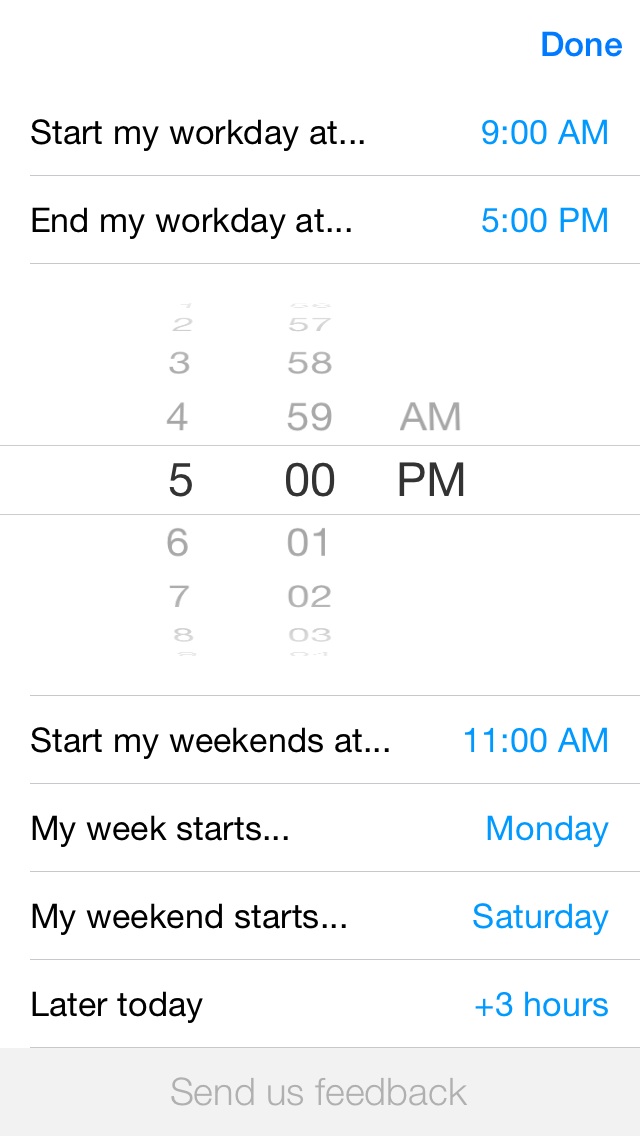 Done
Start my workday at... 9:00 AM
End my workday at... 5:00 PM
2 57
3 58
4 59 AM
5 00 PM
6 01
7 02
8 03
Start my weekends at... 11:00 AM
My week starts... Monday
My weekend starts... Saturday
Later today +3 hours
Send us feedback